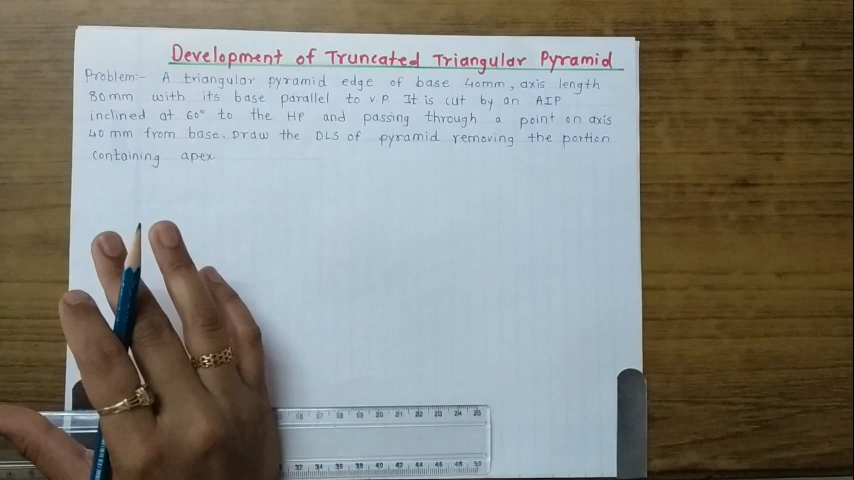 Development of Truncated Triangular Pyramid
Problem:- A triangular pyramid edge of base 40mm, axis length
80mm with its base parallel to V P. It is cut by an AIP
inclined at 60° to the HP and passing through a point on axis
40 mm from base. Draw the DLS of pyramid removing the portion
containing apex.